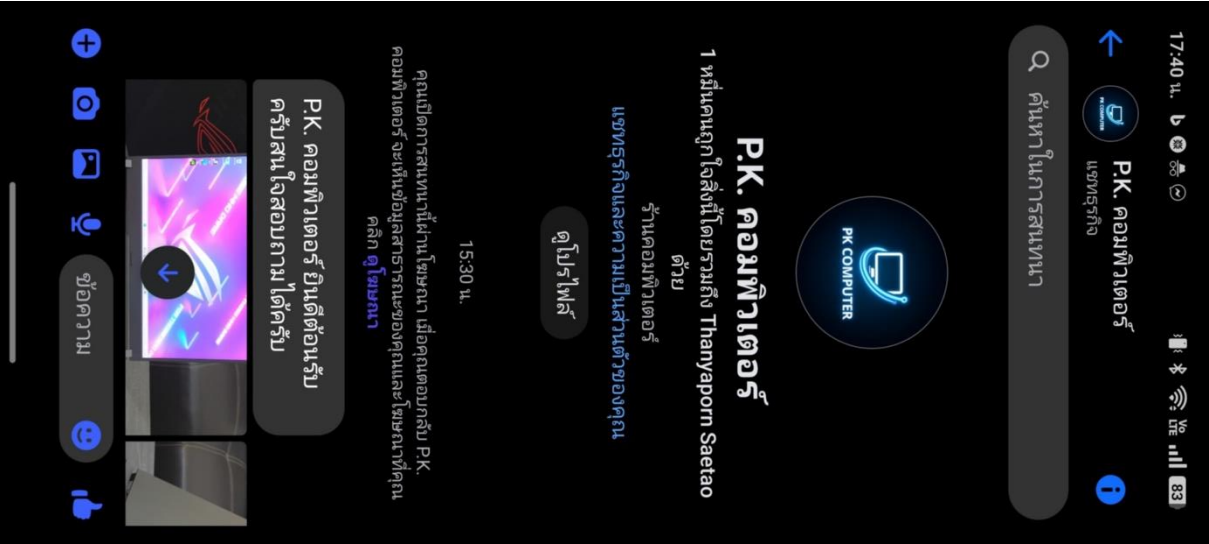 17:40 น.
Vo LTE
83
P.K. คอมพิวเตอร์
แชทธุรกิจ
PK COMPUTER
ค้นหาในการสนทนา
PK COMPUTER
P.K. คอมพิวเตอร์
1 หมื่นคนถูกใจสิ่งนี้โดยรวมถึง Thanyaporn Saetao
ด้วย
ร้านคอมพิวเตอร์
แชทธุรกิจและความเป็นส่วนตัวของคุณ
ดูโปรไฟล์
15:30 น.
คุณเปิดการสนทนานี้ผ่านโฆษณา เมื่อคุณตอบกลับ P.K.
คอมพิวเตอร์ จะเห็นข้อมูลสาธารณะของคุณและโฆษณาที่คุณ
คลิก ดูโฆษณา
P.K. คอมพิวเตอร์ ยินดีต้อนรับ
ครับสนใจสอบถามได้ครับ
ข้อความ